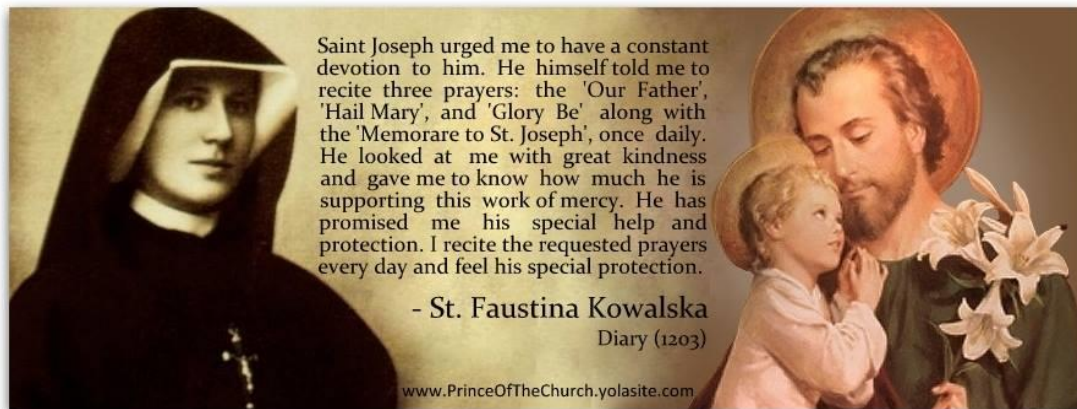 Saint Joseph urged me to have a constant
devotion to him. He himself told me to
recite three prayers: the 'Our Father',
'Hail Mary', and 'Glory Be' along with
the 'Memorare to St. Joseph', once daily.
He looked at me with great kindness
and gave me to know how much he is
supporting this work of mercy. He has
promised me his special help and
protection. I recite the requested prayers
every day and feel his special protection.
- St. Faustina Kowalska
Diary (1203)
www.PrinceOfTheChurch.yolasite.com